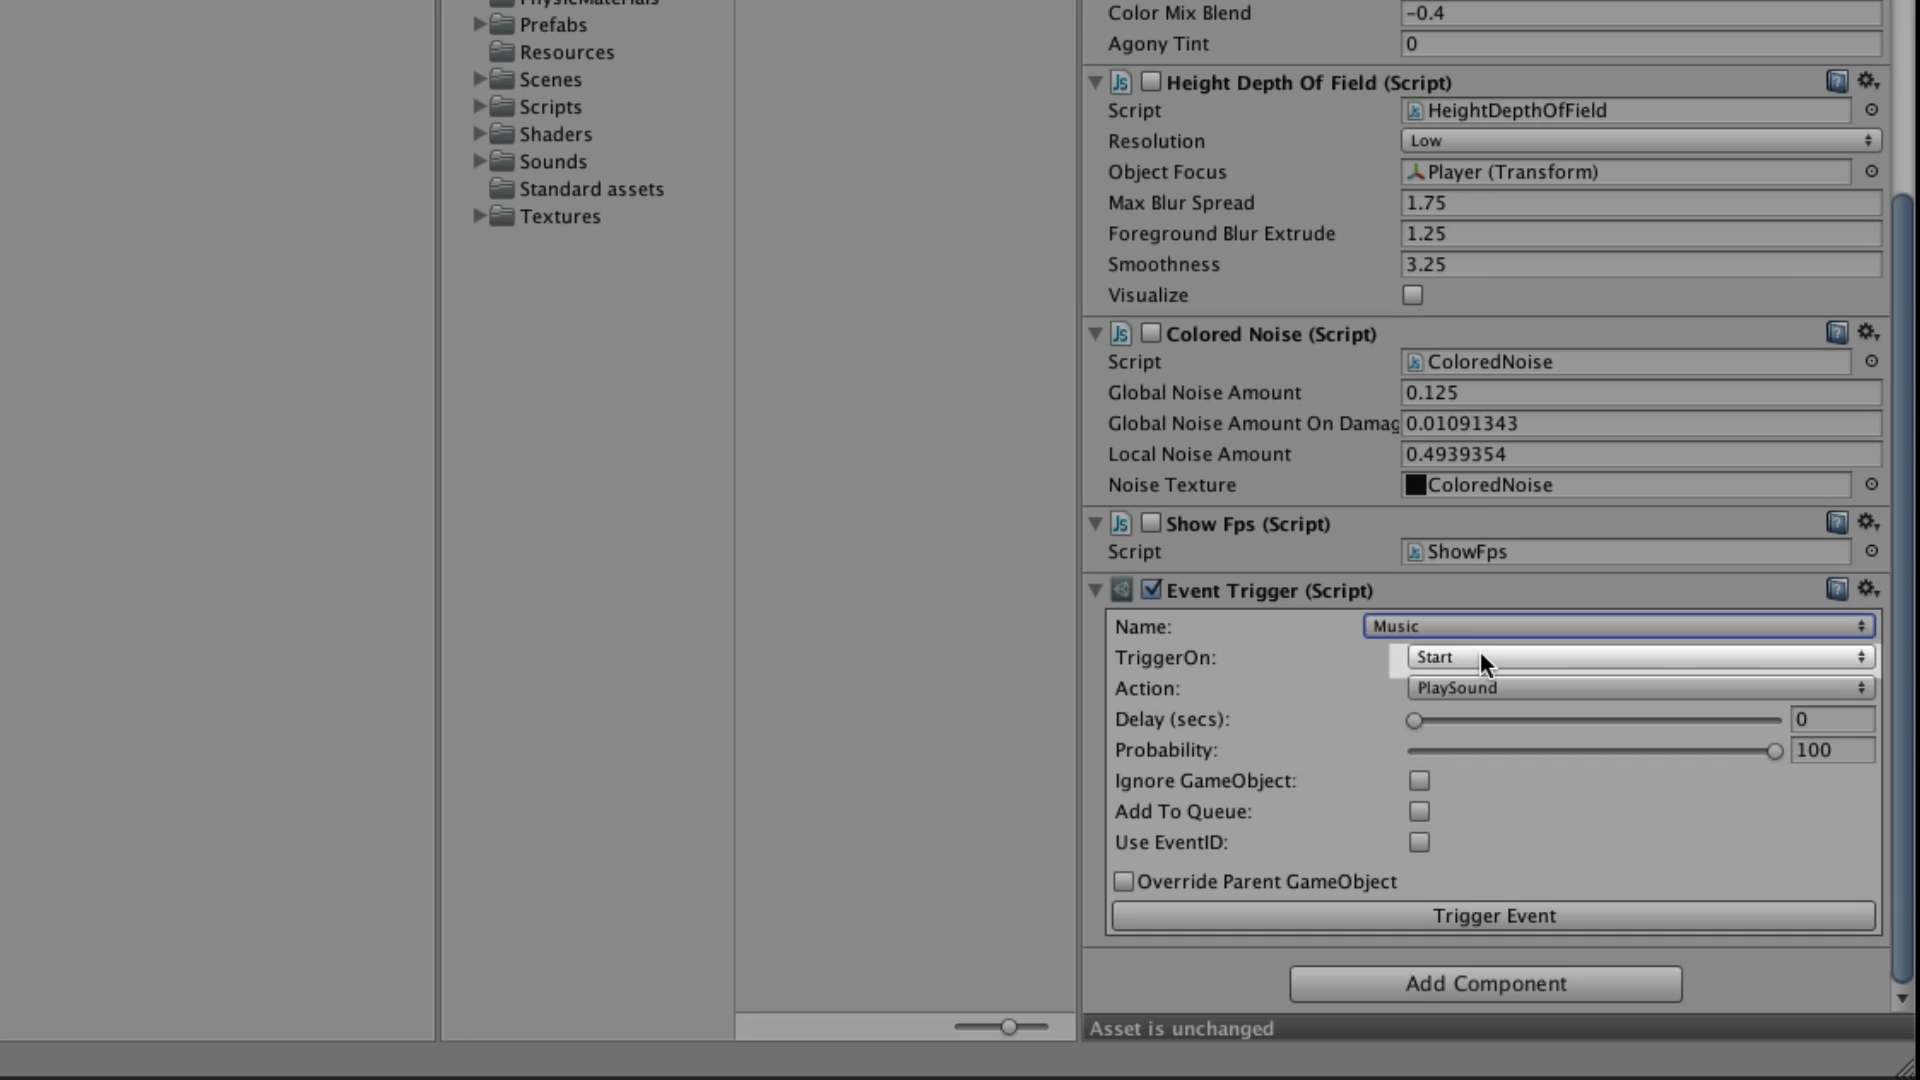 Prefabs
Resources
Scenes
Scripts
Shaders
Sounds
Standard assets
Textures
Color Mix Blend -0.4
Agony Tint 0
Height Depth Of Field (Script)
Script HeightDepthOfField
Resolution Low
Object Focus Player (Transform)
Max Blur Spread 1.75
Foreground Blur Extrude 1.25
Smoothness 3.25
Visualize
Colored Noise (Script)
Script ColoredNoise
Global Noise Amount 0.125
Global Noise Amount On Damag 0.01091343
Local Noise Amount 0.4939354
Noise Texture ColoredNoise
Show Fps (Script)
Script ShowFps
Event Trigger (Script)
Name: Music
TriggerOn: Start
Action: PlaySound
Delay (secs): 0
Probability: 100
Ignore GameObject:
Add To Queue:
Use EventID:
Override Parent GameObject
Trigger Event
Add Component
Asset is unchanged